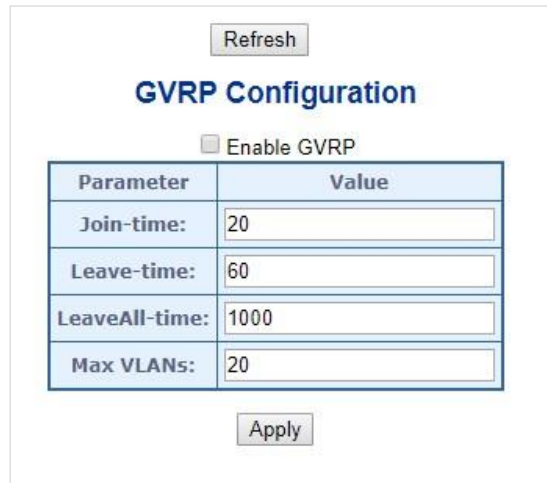 Refresh
GVRP Configuration
Enable GVRP
Parameter Value
Join-time: 20
Leave-time: 60
LeaveAll-time: 1000
Max VLANs: 20
Apply